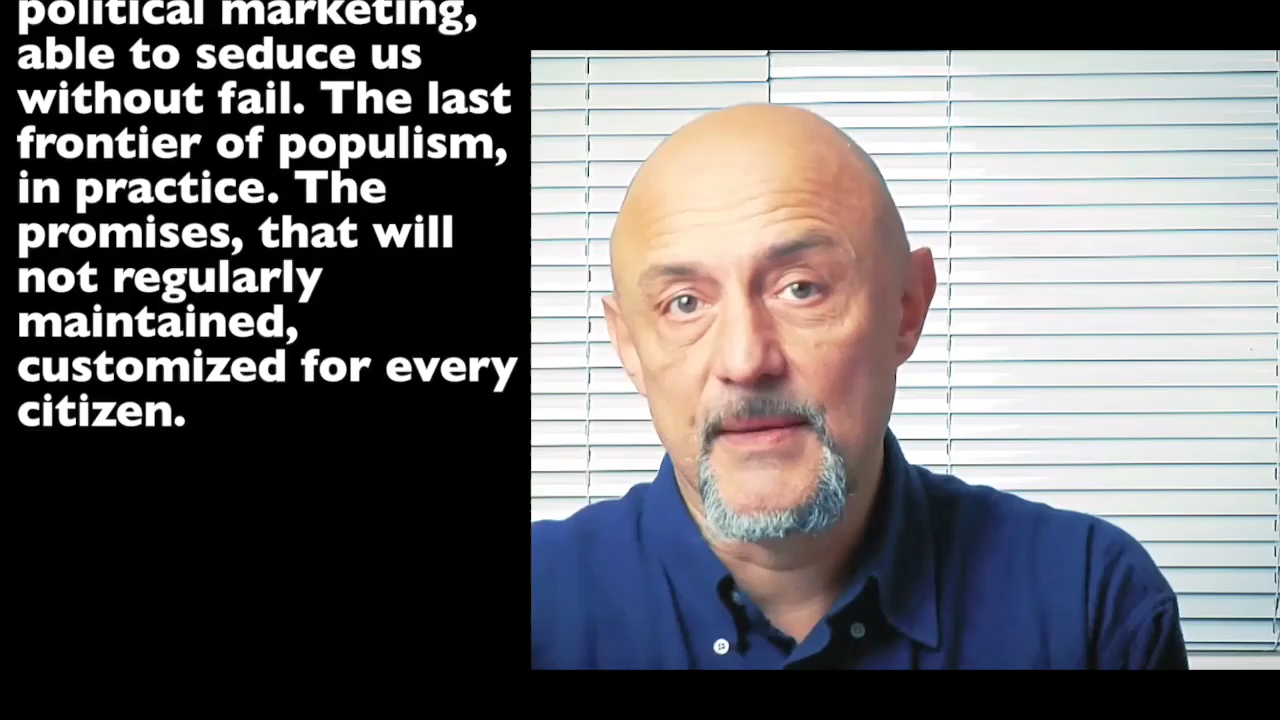 political marketing,
able to seduce us
without fail. The last
frontier of populism,
in practice. The
promises, that will
not regularly
maintained,
customized for every
citizen.